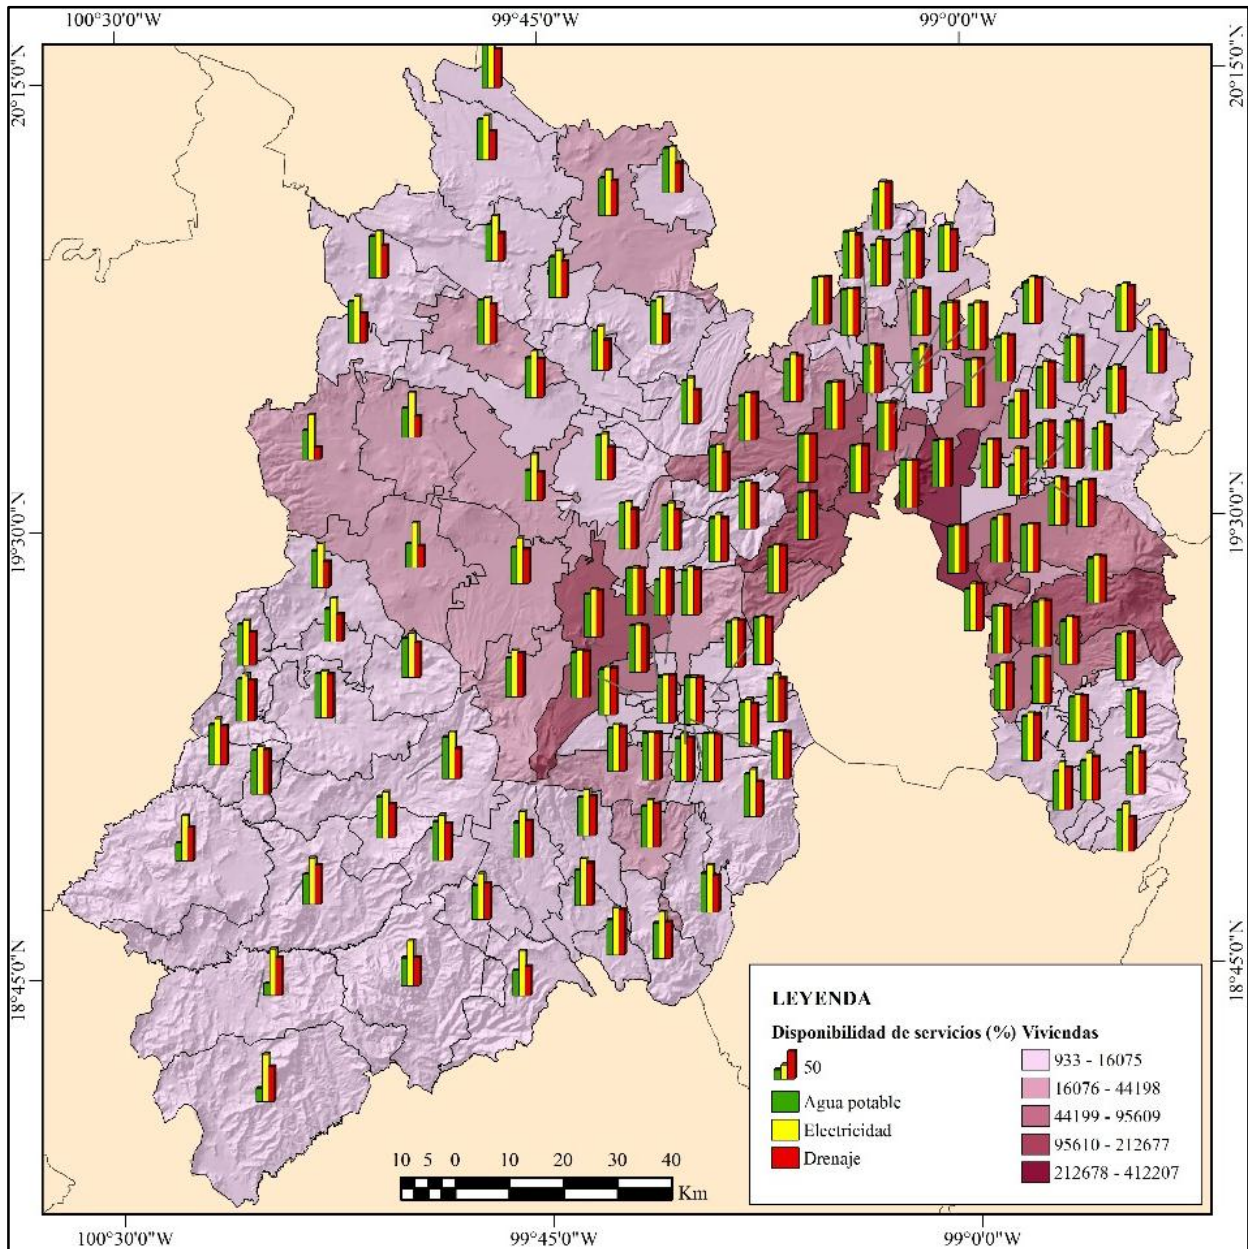 100°30'0"W 99°45'0"W 99°0'0"W
20°15'0"N
20°15'0"N
19°30'0"N
19°30'0"N
18°45'0"N
18°45'0"N
LEYENDA
Disponibilidad de servicios (%)
50
Agua potable
Electricidad
Drenaje
Viviendas
933 - 16075
16076 - 44198
44199 - 95609
95610 - 212677
212678 - 412207
10 5 0 10 20 30 40
Km
100°30'0"W 99°45'0"W 99°0'0"W